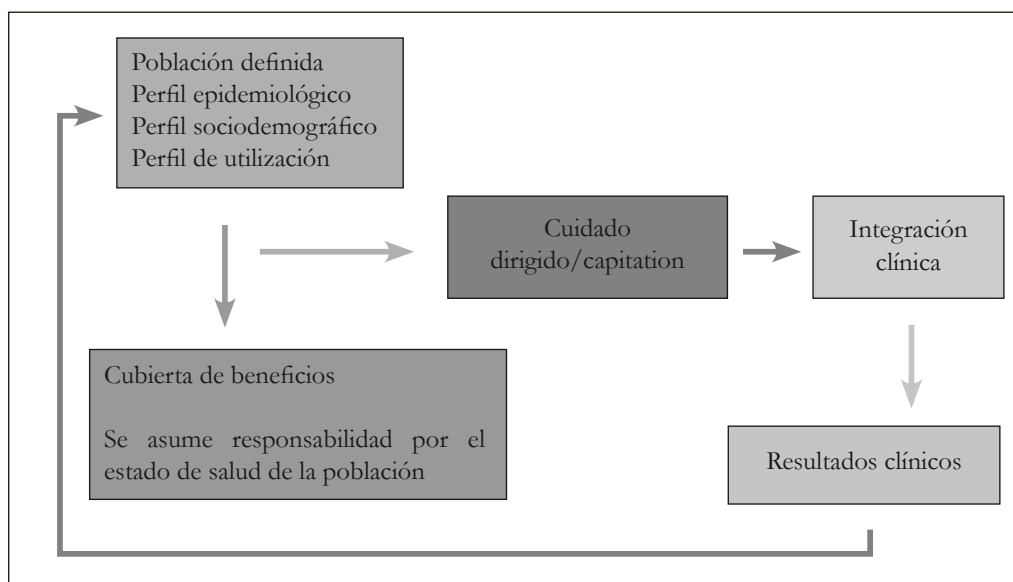 Población definida
Perfil epidemiológico
Perfil sociodemográfico
Perfil de utilización
Cuidado
dirigido/capitation
Integración
clínica
Cubierta de beneficios
Se asume responsabilidad por el
estado de salud de la población
Resultados clínicos